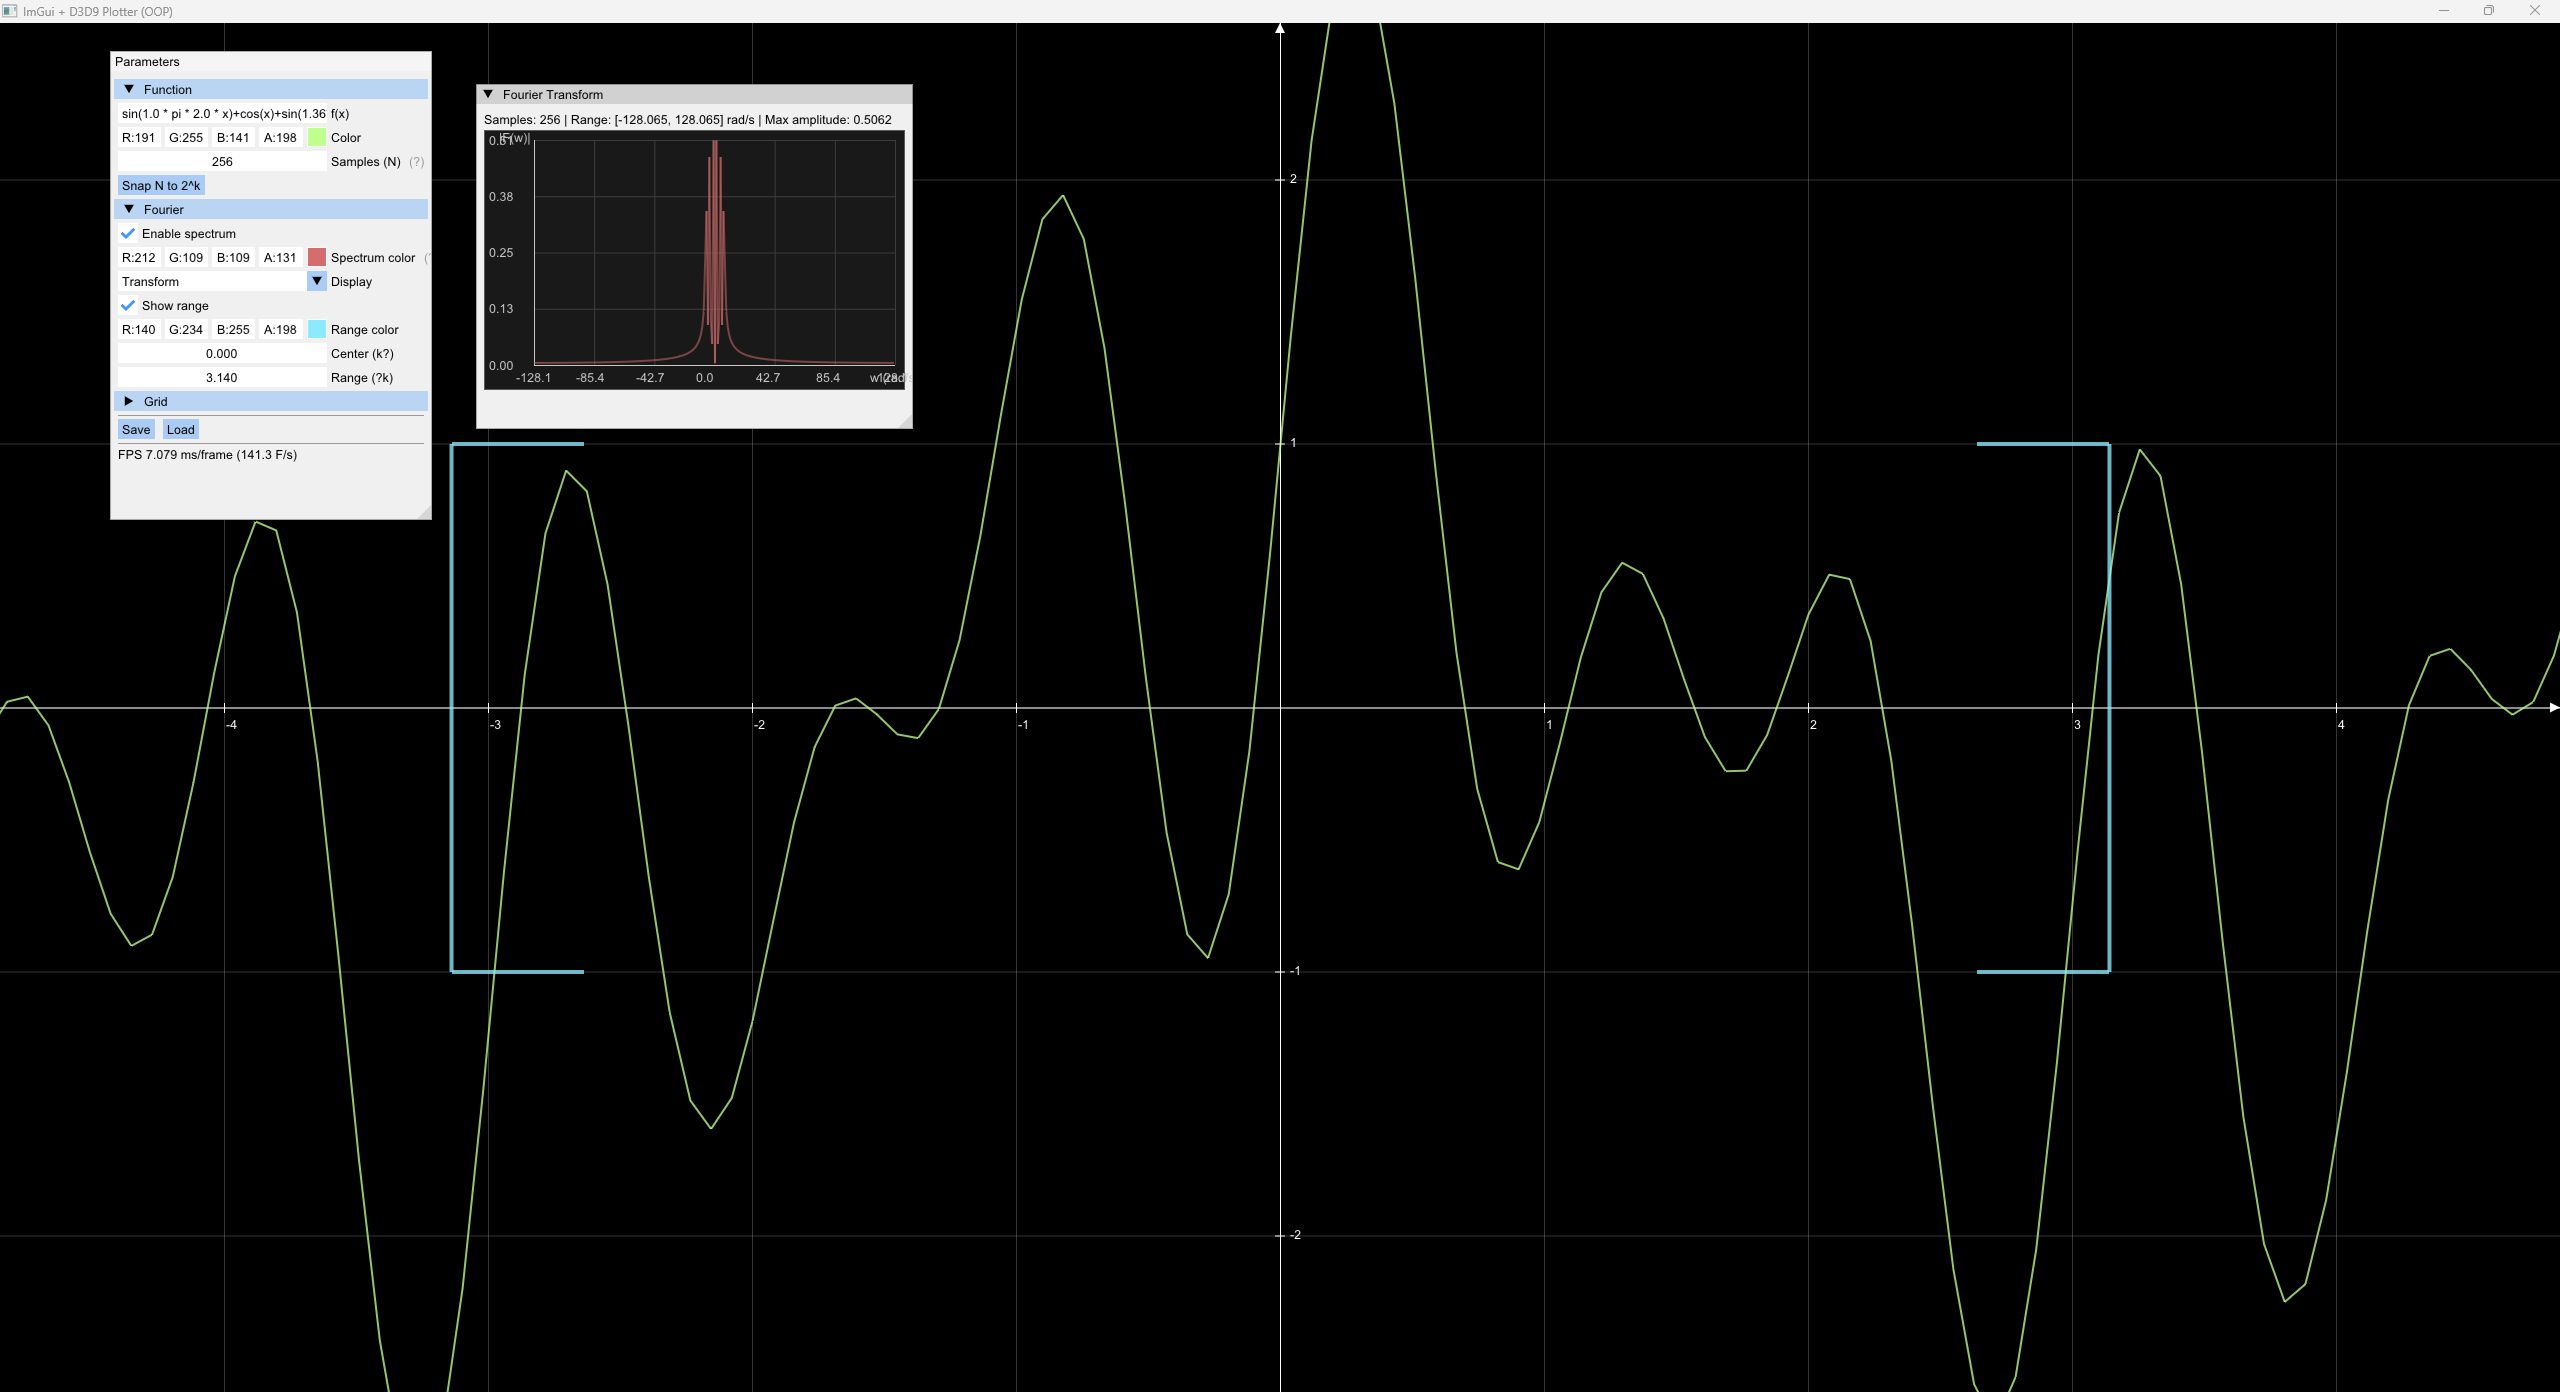 ImGui + D3D9 Plotter (OOP)
Parameters
Function
sin(1.0 * pi * 2.0 * x)+cos(x)+sin(1.36 f(x)
R:191 G:255 B:141 A:198 Color
256 Samples (N) (?)
Snap N to 2^k
Fourier
Enable spectrum
R:212 G:109 B:109 A:131 Spectrum color (?
Transform Display
Show range
R:140 G:234 B:255 A:198 Range color
0.000 Center (k?)
3.140 Range (?k)
Grid
Save Load
FPS 7.079 ms/frame (141.3 F/s)
Fourier Transform
Samples: 256 | Range: [-128.065, 128.065] rad/s | Max amplitude: 0.5062
0.38
0.25
0.13
0.00
-128.1 -85.4 -42.7 0.0 42.7 85.4
2
1
-4 -3 -2 -1 1 2 3 4
-1
-2